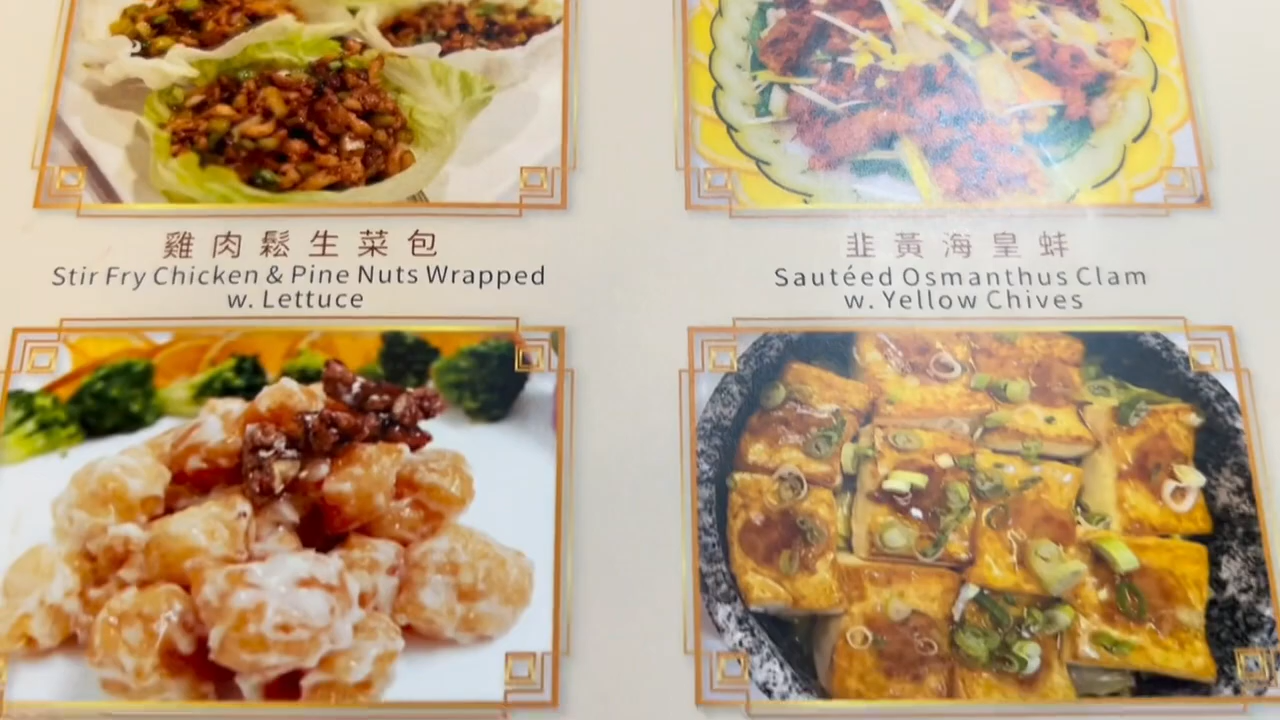 雞肉鬆生菜包
Stir Fry Chicken & Pine Nuts Wrapped
w. Lettuce
韭黃海皇蚌
Sautéed Osmanthus Clam
w. Yellow Chives